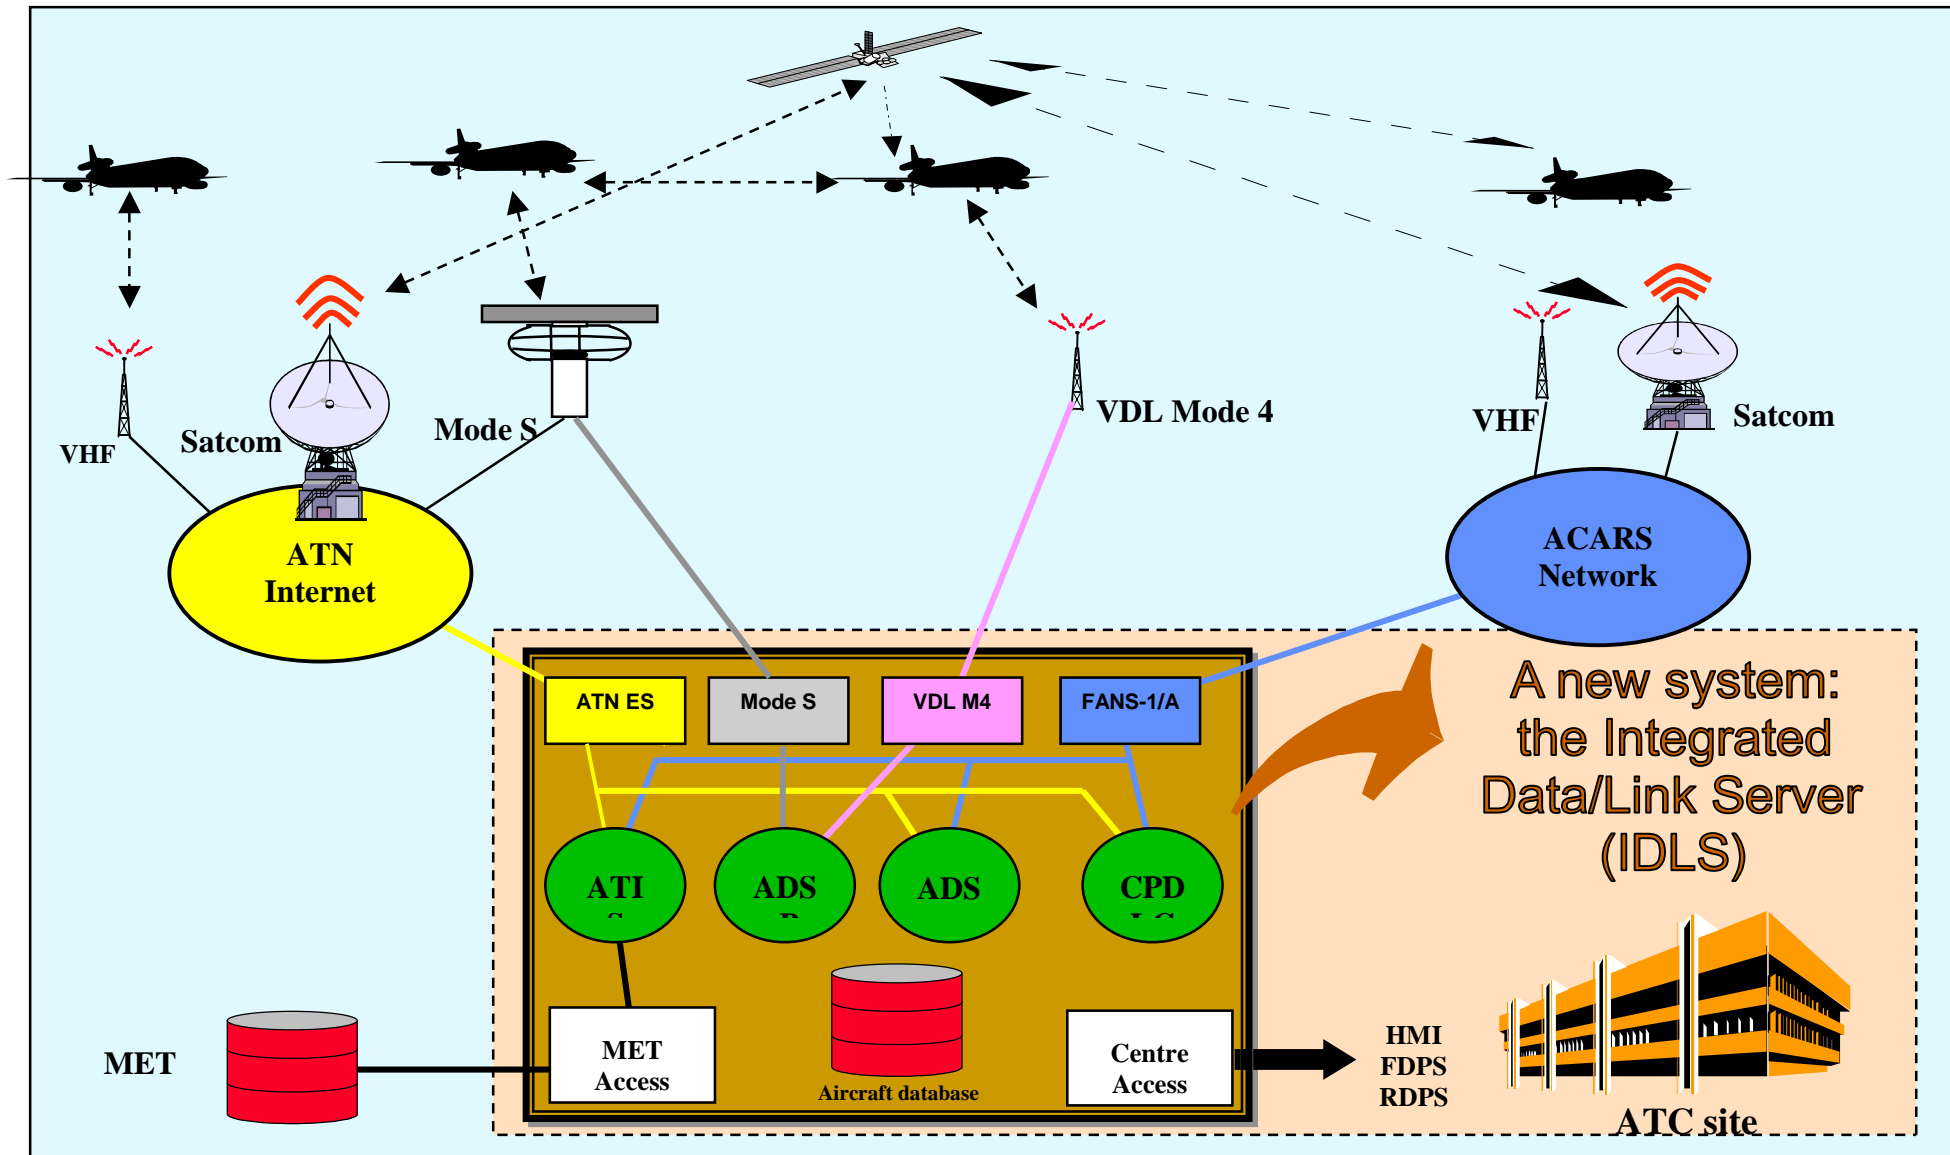 VHF
Satcom
Mode S
VDL Mode 4
VHF
Satcom
ATN
Internet
ACARS
Network
A new system:
the Integrated
Data/Link Server
(IDLS)
ATN ES
Mode S
VDL M4
FANS-1/A
ATI
ADS
ADS
CPD
MET
MET
Access
Aircraft database
Centre
Access
HMI
FDPS
RDPS
ATC site